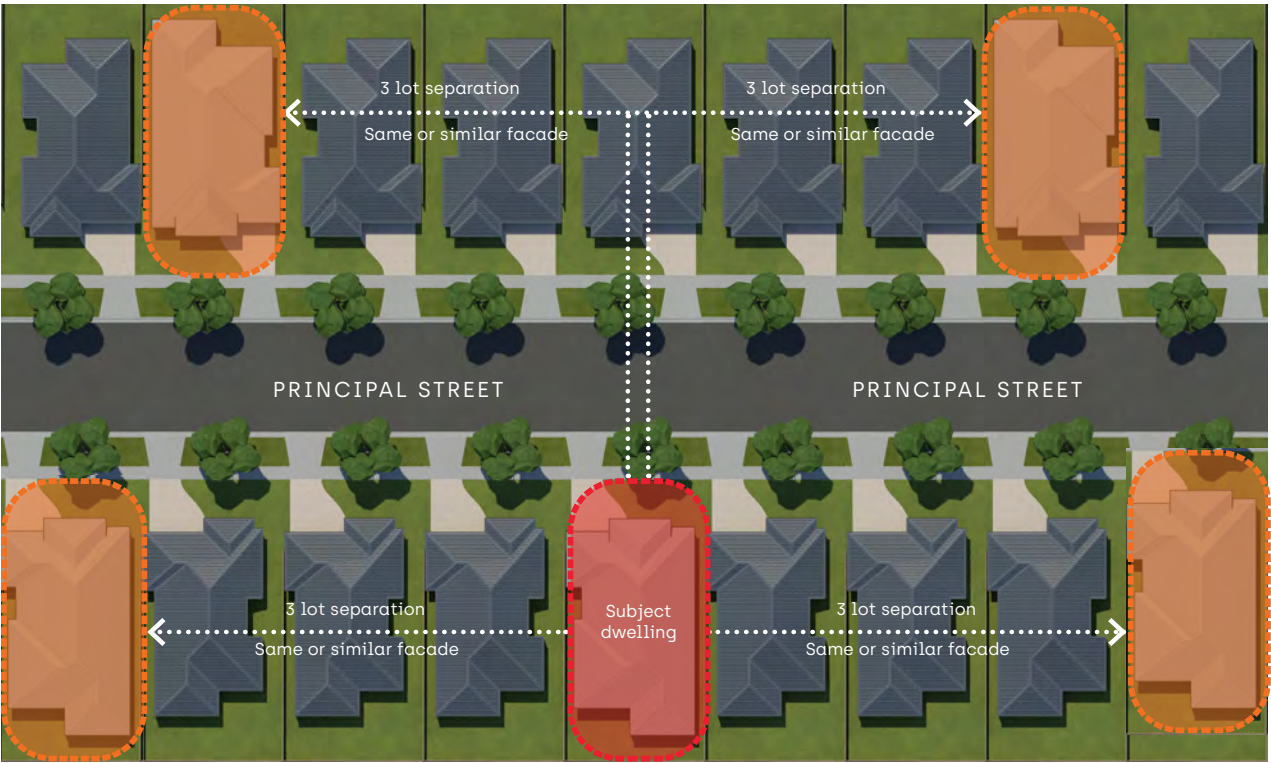 3 lot separation
Same or similar facade
3 lot separation
Same or similar facade
PRINCIPAL STREET
PRINCIPAL STREET
3 lot separation
Same or similar facade
Subject
dwelling
3 lot separation
Same or similar facade